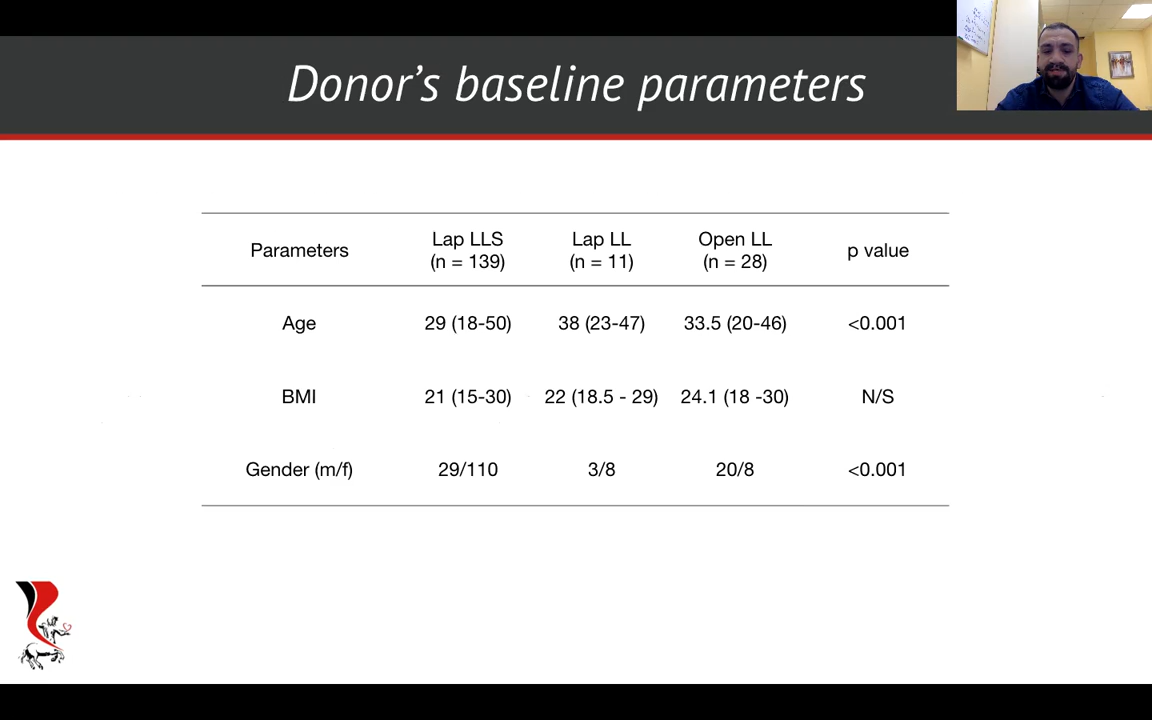 Donor's baseline parameters
Parameters Lap LLS (n = 139) Lap LL (n = 11) Open LL (n = 28) p value
Age 29 (18-50) 38 (23-47) 33.5 (20-46) <0.001
BMI 21 (15-30) 22 (18.5 - 29) 24.1 (18 -30) N/S
Gender (m/f) 29/110 3/8 20/8 <0.001